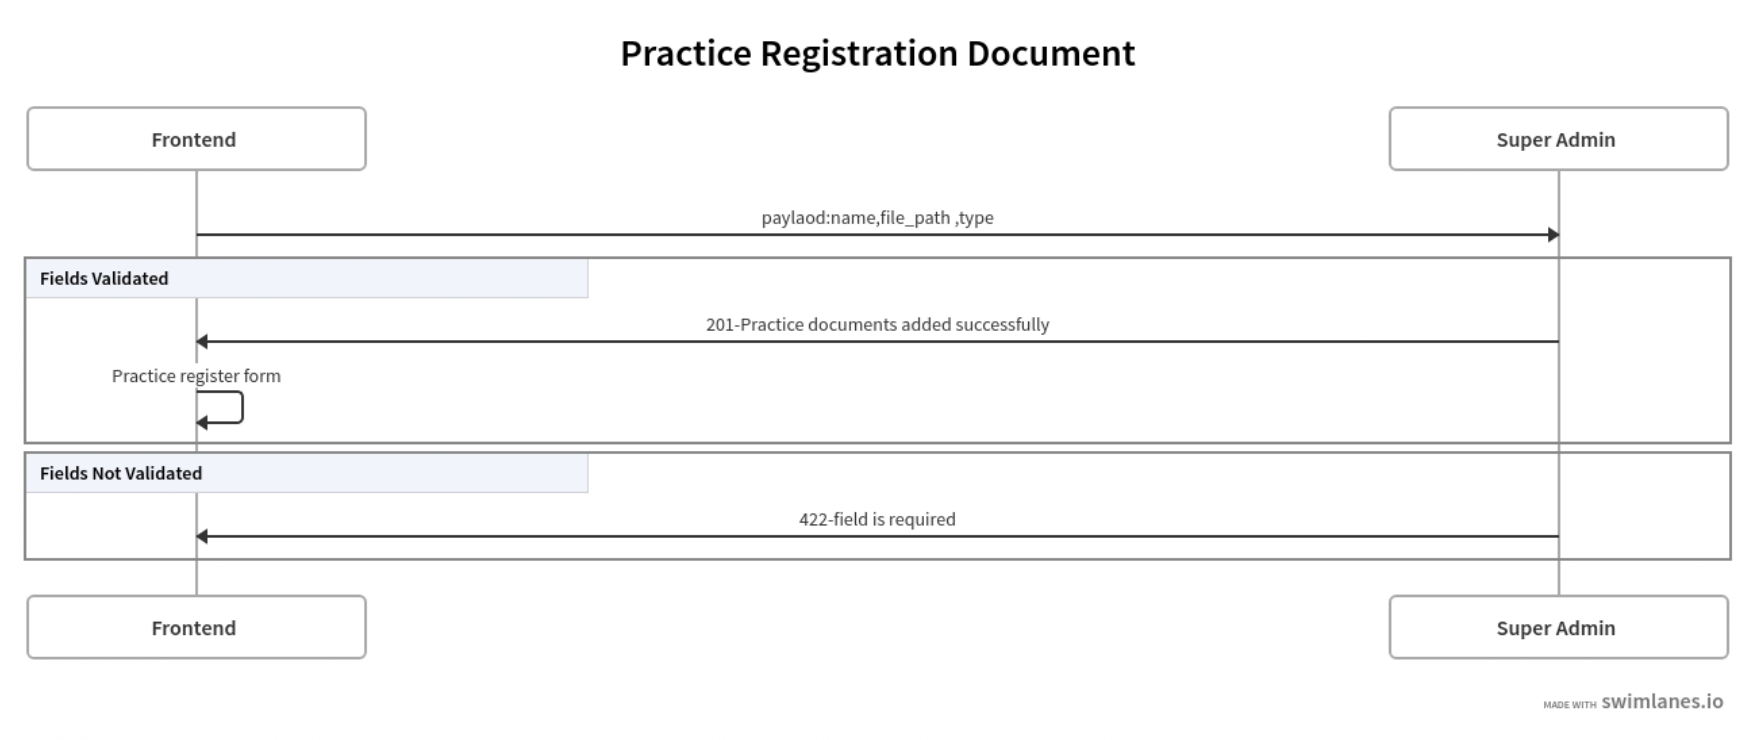 Practice Registration Document
Frontend
Super Admin
paylaod:name,file_path ,type
Fields Validated
201-Practice documents added successfully
Practice register form
Fields Not Validated
422-field is required
Frontend
Super Admin
MADE WITH swimlanes.io